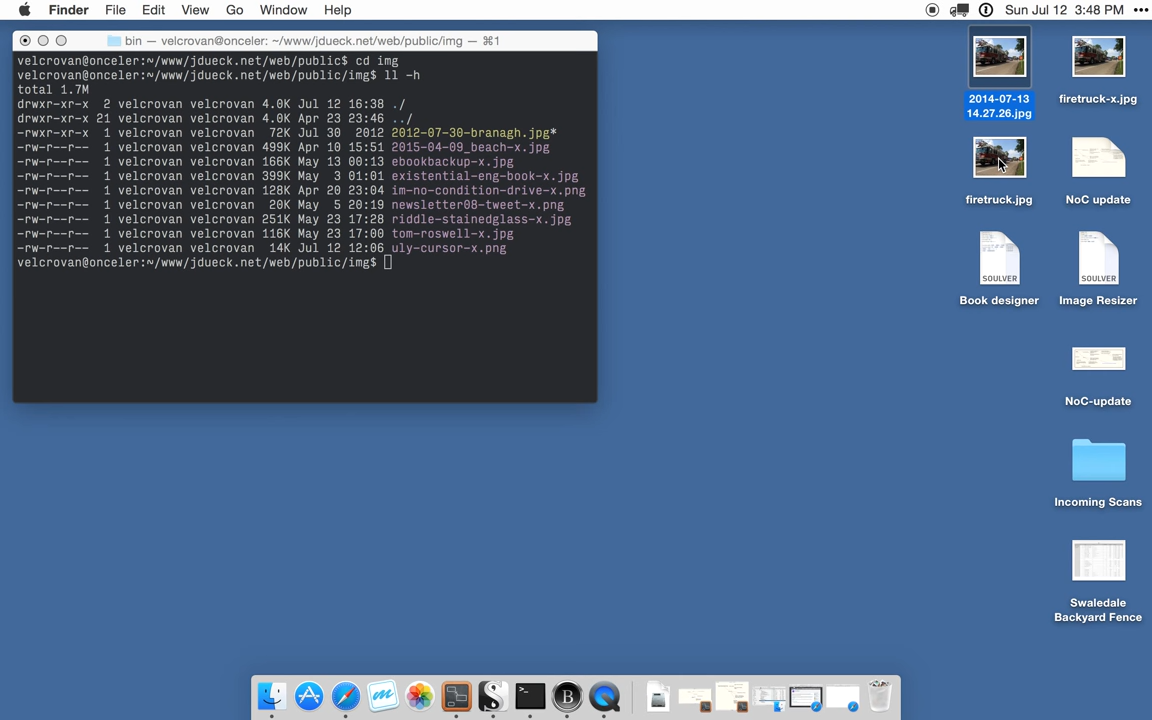 Finder File Edit View Go Window Help Sun Jul 12 3:48 PM
bin — velcrovan@onceler: ~/www/jdueck.net/web/public/img — ⌘1
velcrovan@onceler:~/www/jdueck.net/web/public$ cd img
velcrovan@onceler:~/www/jdueck.net/web/public/img$ ll -h
total 1.7M
drwxr-xr-x 2 velcrovan velcrovan 4.0K Jul 12 16:38 ./
drwxr-xr-x 21 velcrovan velcrovan 4.0K Apr 23 23:46 ../
-rwxr-xr-x 1 velcrovan velcrovan 72K Jul 30 2012 2012-07-30-branagh.jpg*
-rw-r--r-- 1 velcrovan velcrovan 499K Apr 10 15:51 2015-04-09_beach-x.jpg
-rw-r--r-- 1 velcrovan velcrovan 166K May 13 00:13 ebookbackup-x.jpg
-rw-r--r-- 1 velcrovan velcrovan 399K May 3 01:01 existential-eng-book-x.jpg
-rw-r--r-- 1 velcrovan velcrovan 128K Apr 20 23:04 im-no-condition-drive-x.png
-rw-r--r-- 1 velcrovan velcrovan 20K May 5 20:19 newsletter08-tweet-x.png
-rw-r--r-- 1 velcrovan velcrovan 251K May 23 17:28 riddle-stainedglass-x.jpg
-rw-r--r-- 1 velcrovan velcrovan 116K May 23 17:00 tom-roswell-x.jpg
-rw-r--r-- 1 velcrovan velcrovan 14K Jul 12 12:06 uly-cursor-x.png
velcrovan@onceler:~/www/jdueck.net/web/public/img$
2014-07-13
14.27.26.jpg
firetruck-x.jpg
firetruck.jpg
NoC update
SOULVER
Book designer
SOULVER
Image Resizer
NoC-update
Incoming Scans
Swaledale
Backyard Fence